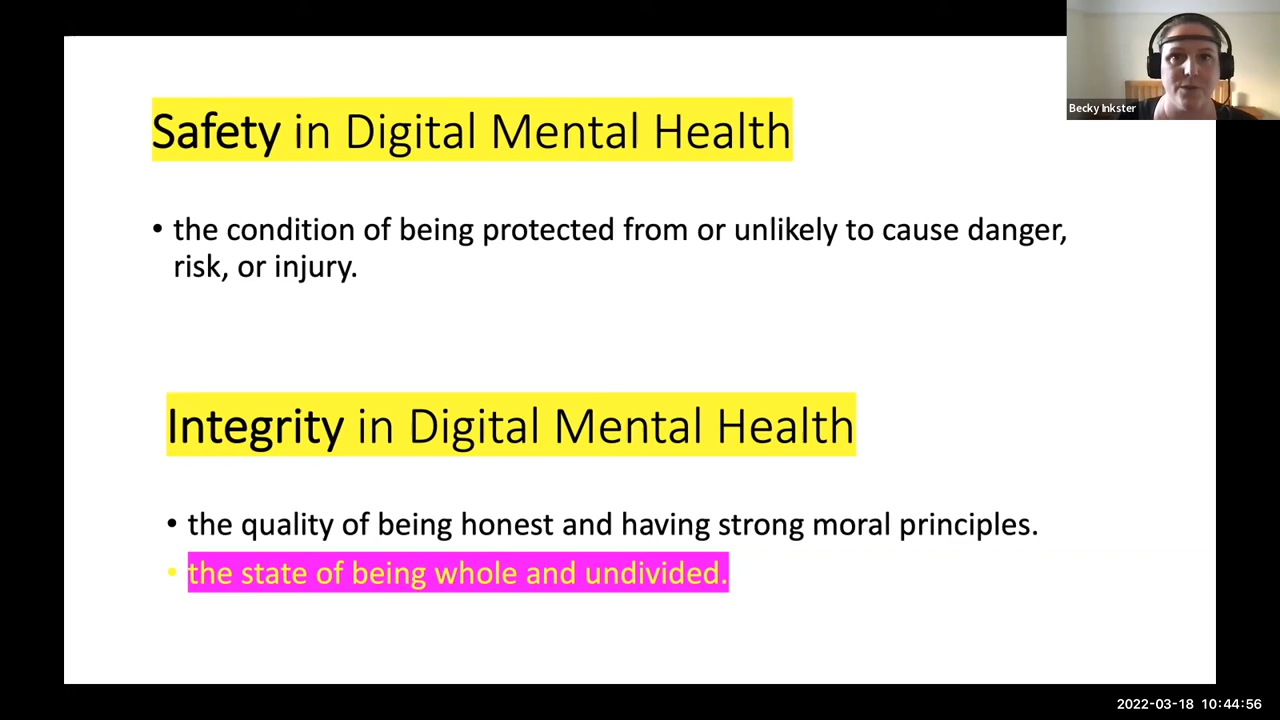 Becky Inkster
Safety in Digital Mental Health
• the condition of being protected from or unlikely to cause danger,
risk, or injury.
Integrity in Digital Mental Health
• the quality of being honest and having strong moral principles.
• the state of being whole and undivided.
2022-03-18 10:44:56